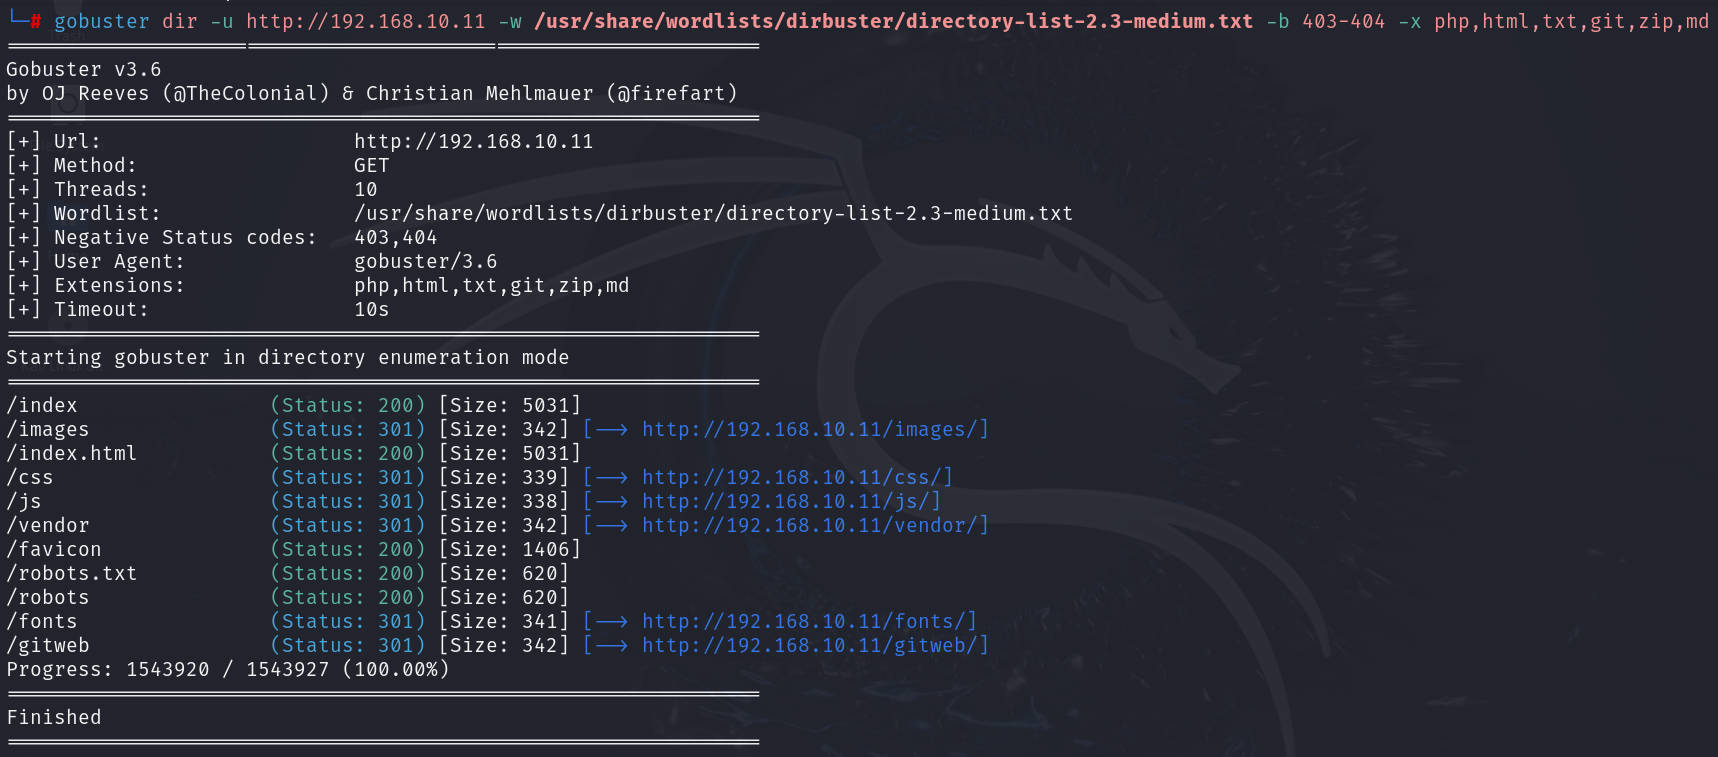 └─# gobuster dir -u http://192.168.10.11 -w /usr/share/wordlists/dirbuster/directory-list-2.3-medium.txt -b 403-404 -x php,html,txt,git,zip,md
===============================================================
Gobuster v3.6
by OJ Reeves (@TheColonial) & Christian Mehlmauer (@firefart)
===============================================================
[+] Url:                     http://192.168.10.11
[+] Method:                  GET
[+] Threads:                 10
[+] Wordlist:                /usr/share/wordlists/dirbuster/directory-list-2.3-medium.txt
[+] Negative Status codes:   403,404
[+] User Agent:              gobuster/3.6
[+] Extensions:              php,html,txt,git,zip,md
[+] Timeout:                 10s
===============================================================
Starting gobuster in directory enumeration mode
===============================================================
/index                (Status: 200) [Size: 5031]
/images               (Status: 301) [Size: 342] [--> http://192.168.10.11/images/]
/index.html           (Status: 200) [Size: 5031]
/css                  (Status: 301) [Size: 339] [--> http://192.168.10.11/css/]
/js                   (Status: 301) [Size: 338] [--> http://192.168.10.11/js/]
/vendor               (Status: 301) [Size: 342] [--> http://192.168.10.11/vendor/]
/favicon              (Status: 200) [Size: 1406]
/robots.txt           (Status: 200) [Size: 620]
/robots               (Status: 200) [Size: 620]
/fonts                (Status: 301) [Size: 341] [--> http://192.168.10.11/fonts/]
/gitweb               (Status: 301) [Size: 342] [--> http://192.168.10.11/gitweb/]
Progress: 1543920 / 1543927 (100.00%)
===============================================================
Finished
===============================================================